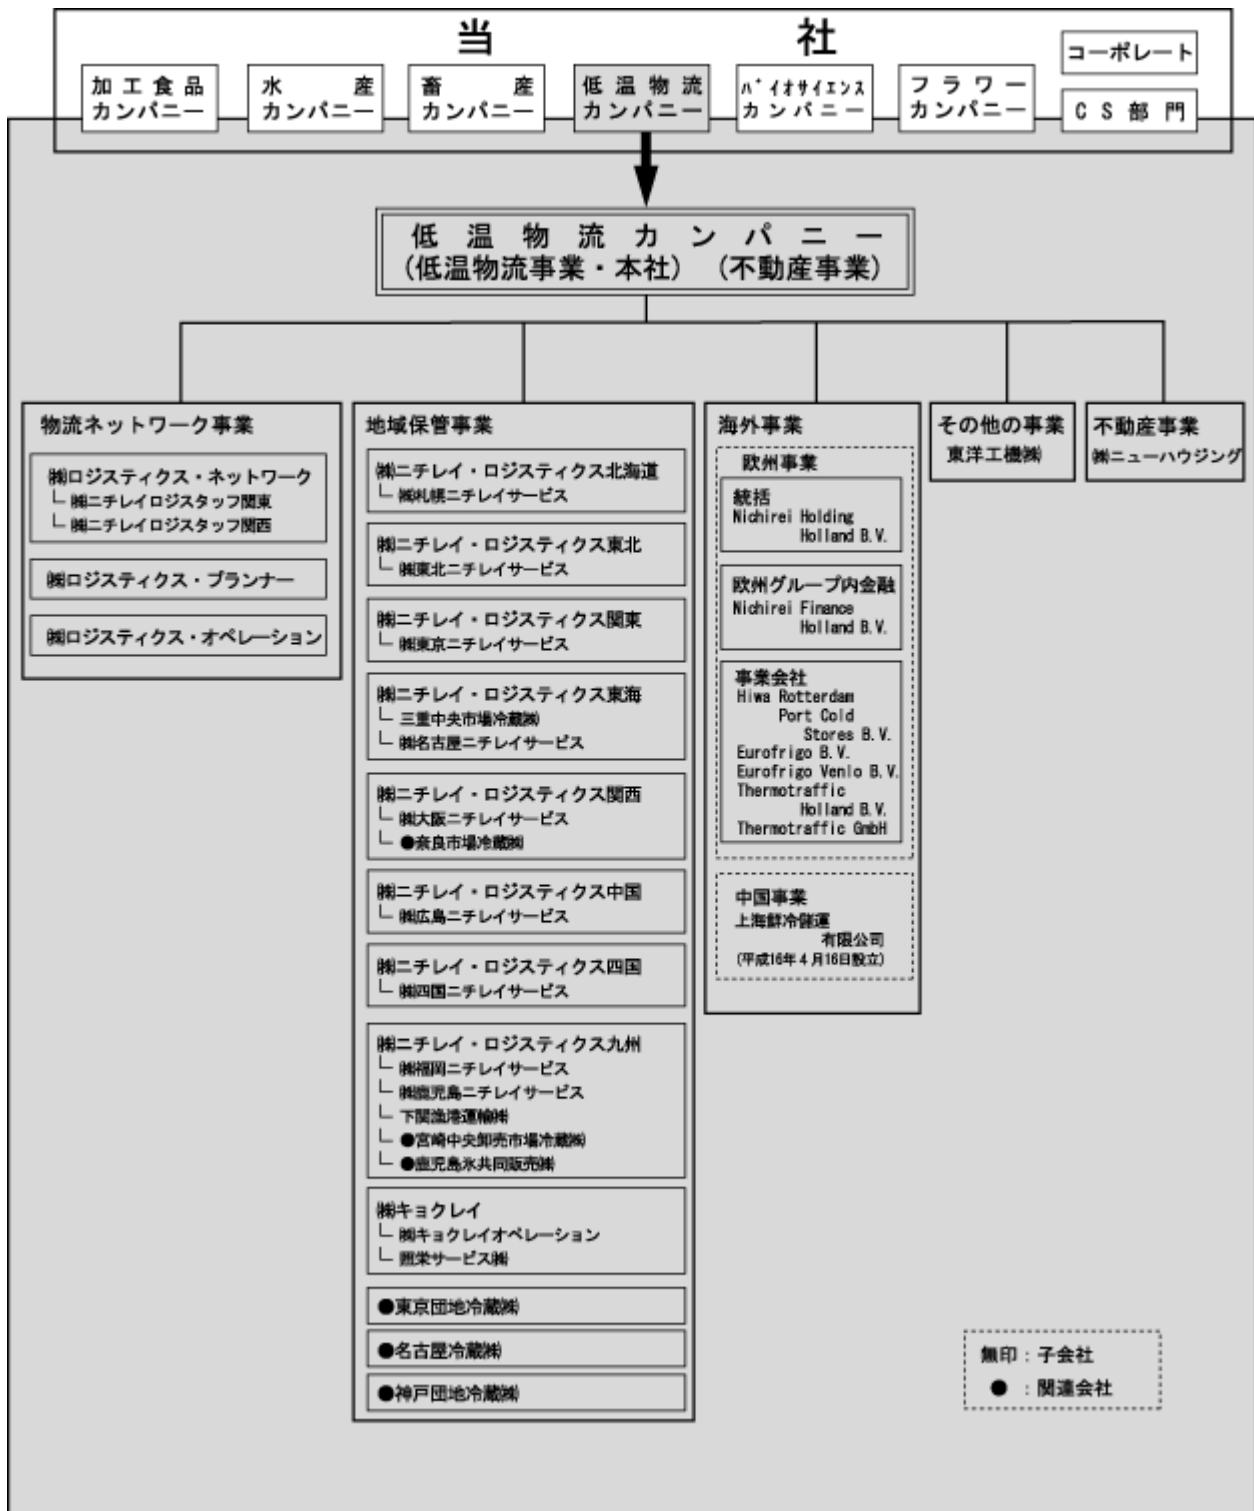 当社
コーポレート
加工食品
カンパニー
水産
カンパニー
畜産
カンパニー
低温物流
カンパニー
バイオサイエンス
カンパニー
フラワー
カンパニー
CS部門
低温物流カンパニー
(低温物流事業・本社) (不動産事業)
物流ネットワーク事業
㈱ロジスティクス・ネットワーク
㈱ニチレイロジスタッフ関東
㈱ニチレイロジスタッフ関西
㈱ロジスティクス・プランナー
㈱ロジスティクス・オペレーション
地域保管事業
㈱ニチレイ・ロジスティクス北海道
㈱札幌ニチレイサービス
㈱ニチレイ・ロジスティクス東北
㈱東北ニチレイサービス
㈱ニチレイ・ロジスティクス関東
㈱東京ニチレイサービス
㈱ニチレイ・ロジスティクス東海
三重中央市場冷蔵㈱
㈱名古屋ニチレイサービス
㈱ニチレイ・ロジスティクス関西
㈱大阪ニチレイサービス
●奈良市場冷蔵㈱
㈱ニチレイ・ロジスティクス中国
㈱広島ニチレイサービス
㈱ニチレイ・ロジスティクス四国
㈱四国ニチレイサービス
㈱ニチレイ・ロジスティクス九州
㈱福岡ニチレイサービス
㈱鹿児島ニチレイサービス
下関漁港運輸㈱
●宮崎中央卸売市場冷蔵㈱
●鹿児島氷共同販売㈱
㈱キョクレイ
㈱キョクレイオペレーション
照栄サービス㈱
●東京団地冷蔵㈱
●名古屋冷蔵㈱
●神戸団地冷蔵㈱
海外事業
欧州事業
統括
Nichirei Holding
Holland B.V.
欧州グループ内金融
Nichirei Finance
Holland B.V.
事業会社
Hiwa Rotterdam
Port Cold
Stores B.V.
Eurofrigo B.V.
Eurofrigo Venlo B.V.
Thermotraffic
Holland B.V.
Thermotraffic GmbH
中国事業
上海鮮冷儲運
有限公司
(平成16年4月16日設立)
その他の事業
東洋工機㈱
不動産事業
㈱ニューハウジング
無印：子会社
●：関連会社